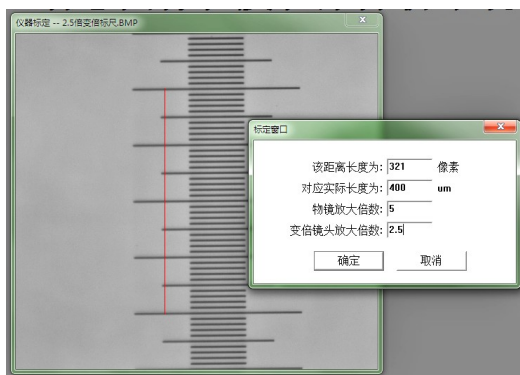 仪器标定 -- 2.5倍变倍标尺.BMP
标定窗口
该距离长度为: 321 像素
对应实际长度为: 400 um
物镜放大倍数: 5
变倍镜头放大倍数: 2.5
确定 取消